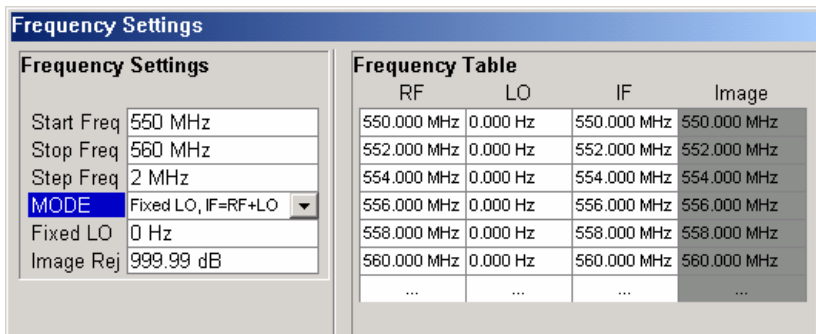 Frequency Settings
Frequency Settings
Start Freq 550 MHz
Stop Freq 560 MHz
Step Freq 2 MHz
MODE Fixed LO, IF=RF+LO
Fixed LO 0 Hz
Image Rej 999.99 dB
Frequency Table
RF LO IF Image
550.000 MHz 0.000 Hz 550.000 MHz 550.000 MHz
552.000 MHz 0.000 Hz 552.000 MHz 552.000 MHz
554.000 MHz 0.000 Hz 554.000 MHz 554.000 MHz
556.000 MHz 0.000 Hz 556.000 MHz 556.000 MHz
558.000 MHz 0.000 Hz 558.000 MHz 558.000 MHz
560.000 MHz 0.000 Hz 560.000 MHz 560.000 MHz
... ... ... ...